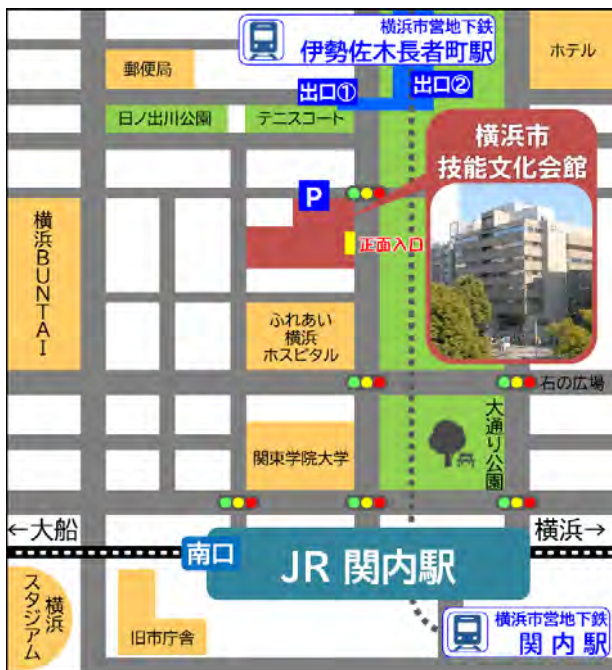 横浜市営地下鉄
伊勢佐木長者町駅
ホテル
郵便局
出口①
出口②
日ノ出川公園
テニスコート
横浜市
技能文化会館
P
正面入口
横浜BUNTAI
ふれあい
横浜
ホスピタル
石の広場
大通り公園
関東学院大学
←大船
横浜→
南口
JR 関内駅
横浜
スタジアム
旧市庁舎
横浜市営地下鉄
関内駅